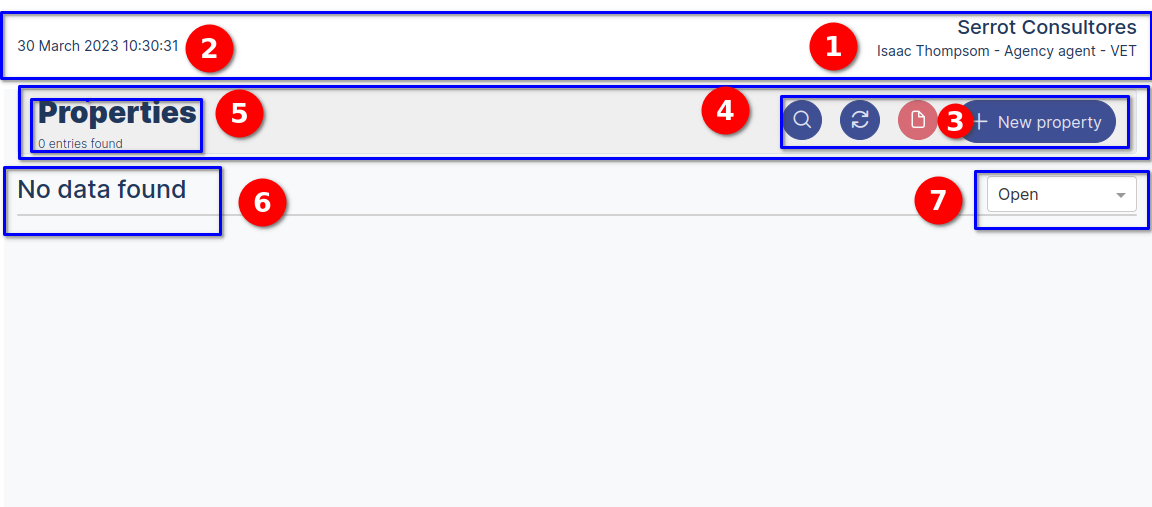 Serrot Consultores
30 March 2023 10:30:31 2 1 Isaac Thompsom - Agency agent - VET
Properties 5 4 3 New property
0 entries found
No data found 6 7 Open